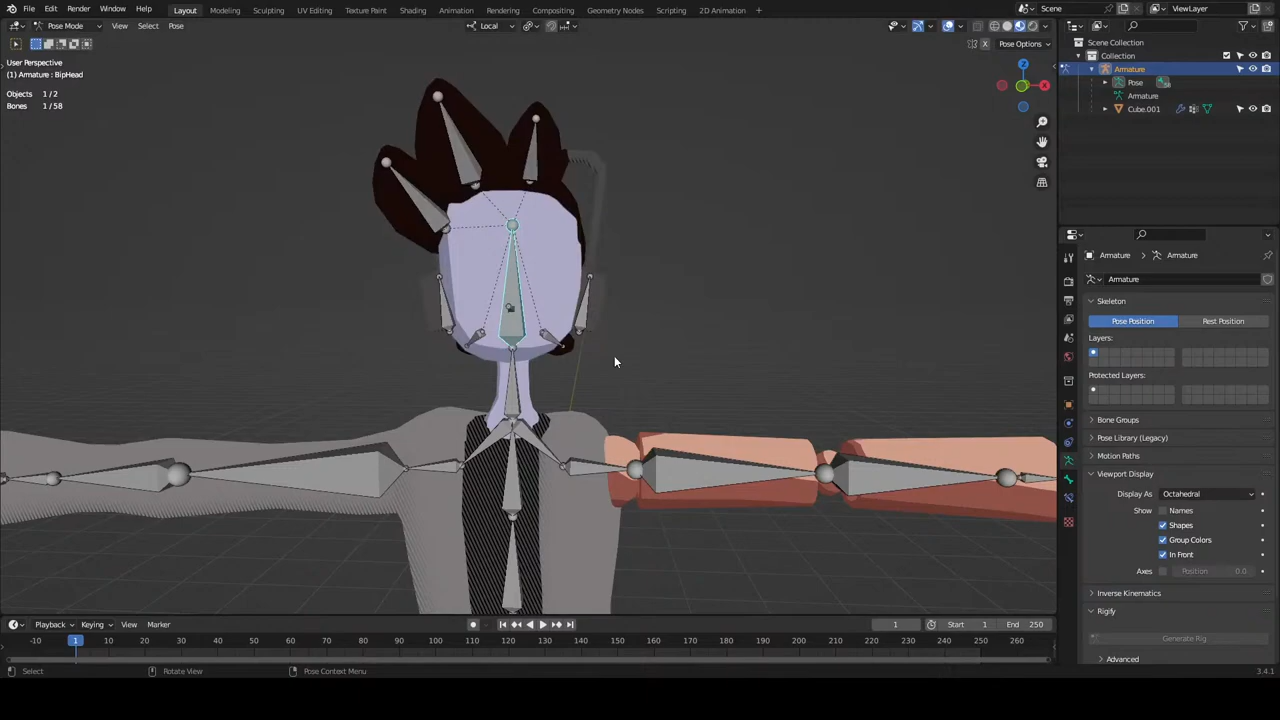 File Edit Render Window Help Layout Modeling Sculpting UV Editing Texture Paint Shading Animation Rendering Compositing Geometry Nodes Scripting 2D Animation + Scene ViewLayer
Pose Mode View Select Pose Local
Pose Options
User Perspective
(1) Armature : BipHead
Objects 1/2
Bones 1/58
Z
X
Scene Collection
Collection
Armature
Pose
Armature
Cube.001
Armature Armature
Armature
Skeleton
Pose Position Rest Position
Layers:
Protected Layers:
Bone Groups
Pose Library (Legacy)
Motion Paths
Viewport Display
Display As Octahedral
Show Names
Shapes
Group Colors
In Front
Axes Position 0.0
Inverse Kinematics
Rigify
Generate Rig
Advanced
Playback Keying View Marker 1 Start 1 End 250
-10 1 10 20 30 40 50 60 70 80 90 100 110 120 130 140 150 160 170 180 190 200 210 220 230 240 250 260
Select Rotate View Pose Context Menu 3.4.1